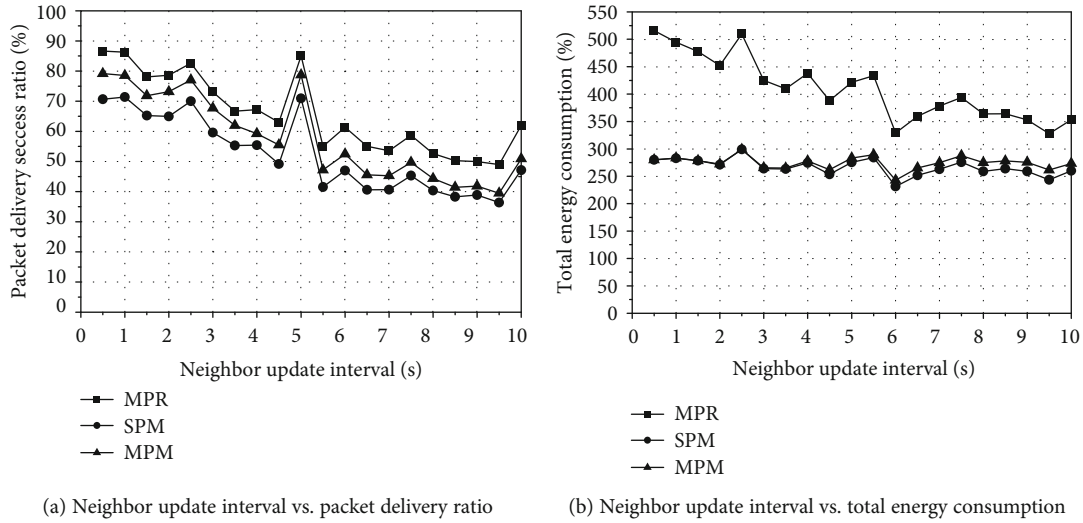 100
90
80
70
60
50
40
30
20
10
0
Packet delivery seccess ratio (%)
0 1 2 3 4 5 6 7 8 9 10
Neighbor update interval (s)
MPR
SPM
MPM
(a) Neighbor update interval vs. packet delivery ratio
550
500
450
400
350
300
250
200
150
100
50
0
Total energy consumption (%)
0 1 2 3 4 5 6 7 8 9 10
Neighbor update interval (s)
MPR
SPM
MPM
(b) Neighbor update interval vs. total energy consumption